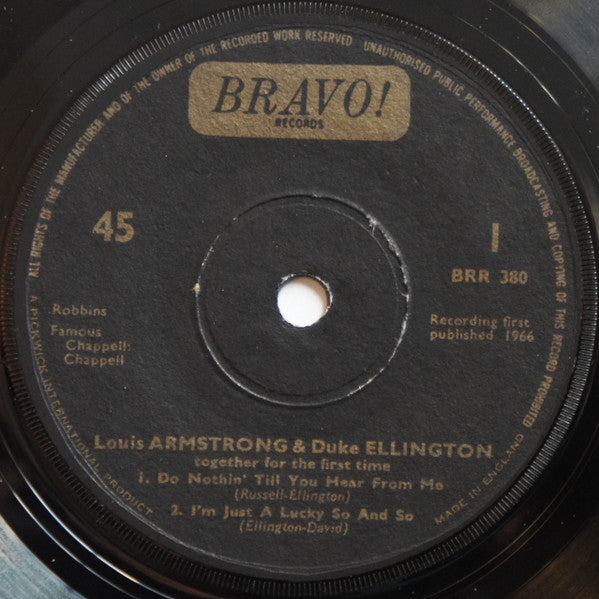 ALL RIGHTS OF THE MANUFACTURER AND OF THE OWNER OF THE RECORDED WORK RESERVED
UNAUTHORISED PUBLIC PERFORMANCE BROADCASTING AND COPYING OF THIS RECORD PROHIBITED
BRAVO!
RECORDS
45
1
BRR 380
Robbins
Famous
Chappell:
Chappell
Recording first
published 1966
Louis ARMSTRONG & Duke ELLINGTON
together for the first time
1. Do Nothin' Till You Hear From Me
(Russell-Ellington)
2. I'm Just A Lucky So And So
(Ellington-David)
A PICKWICK INTERNATIONAL PRODUCT
MADE IN ENGLAND